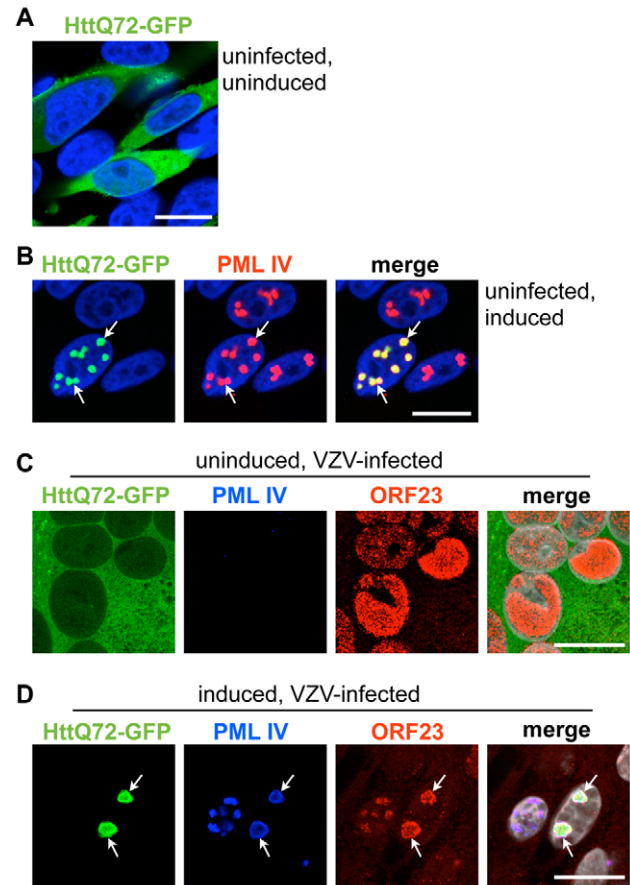 A
HttQ72-GFP
uninfected,
uninduced
B
HttQ72-GFP PML IV merge
uninfected,
induced
C
uninduced, VZV-infected
HttQ72-GFP PML IV ORF23 merge
D
induced, VZV-infected
HttQ72-GFP PML IV ORF23 merge